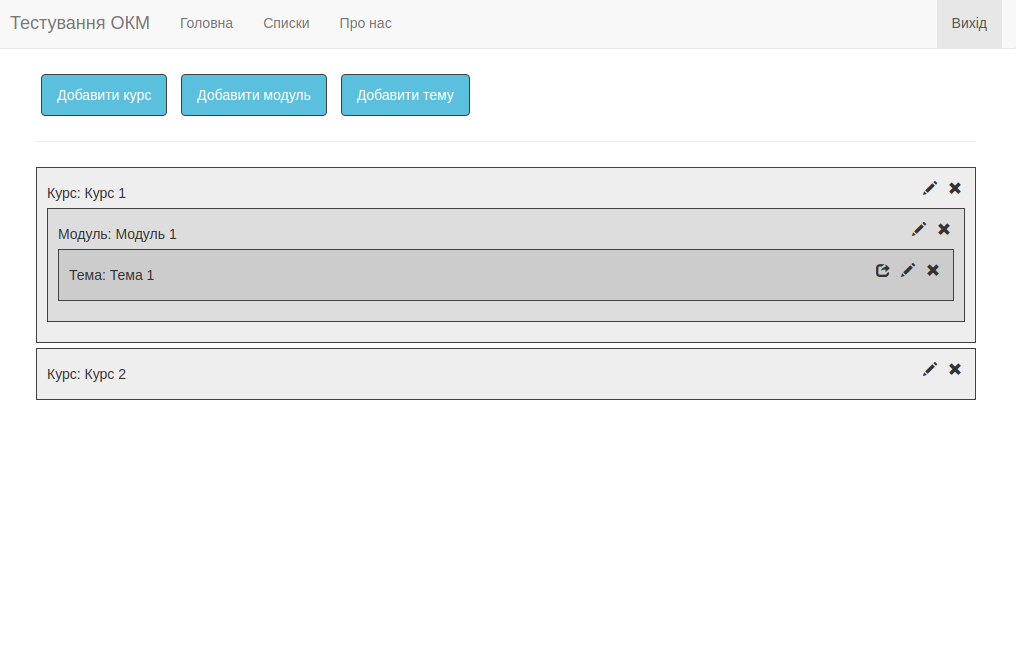 Тестування ОКМ Головна Списки Про нас Вихід
Добавити курс Добавити модуль Добавити тему
Курс: Курс 1
Модуль: Модуль 1
Тема: Тема 1
Курс: Курс 2